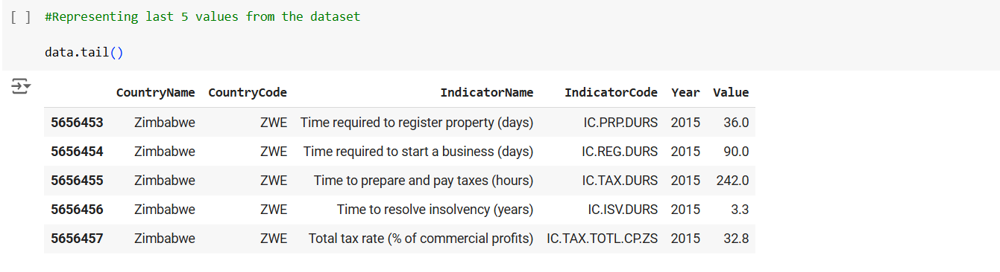 [ ] #Representing last 5 values from the dataset
data.tail()
CountryName CountryCode IndicatorName IndicatorCode Year Value
5656453 Zimbabwe ZWE Time required to register property (days) IC.PRP.DURS 2015 36.0
5656454 Zimbabwe ZWE Time required to start a business (days) IC.REG.DURS 2015 90.0
5656455 Zimbabwe ZWE Time to prepare and pay taxes (hours) IC.TAX.DURS 2015 242.0
5656456 Zimbabwe ZWE Time to resolve insolvency (years) IC.ISV.DURS 2015 3.3
5656457 Zimbabwe ZWE Total tax rate (% of commercial profits) IC.TAX.TOTL.CP.ZS 2015 32.8